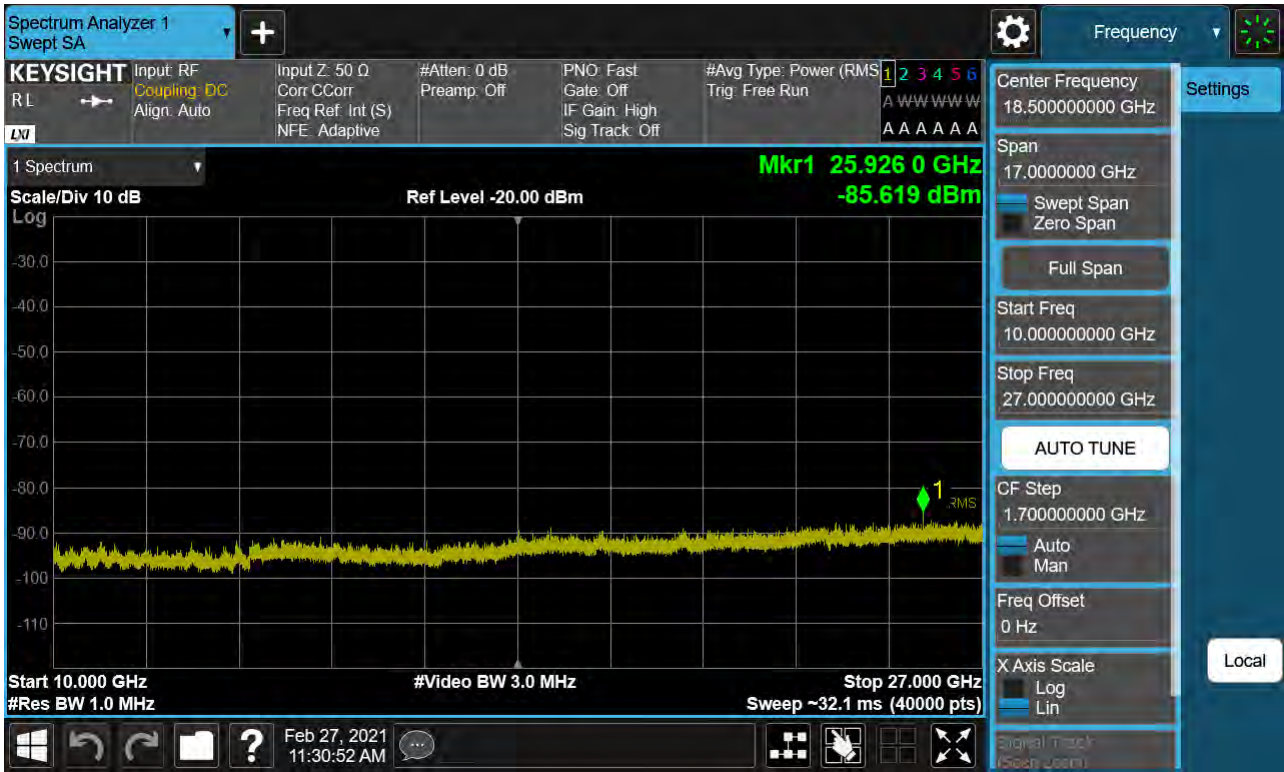 Spectrum Analyzer 1
Swept SA
Frequency
KEYSIGHT
R L
LXI
Input: RF
Coupling: DC
Align: Auto
Input Z: 50 Ω
Corr CCorr
Freq Ref: Int (S)
NFE: Adaptive
#Atten: 0 dB
Preamp: Off
PNO: Fast
Gate: Off
IF Gain: High
Sig Track: Off
#Avg Type: Power (RMS
Trig: Free Run
1 2 3 4 5 6
A W W W W W
A A A A A A
1 Spectrum
Scale/Div 10 dB
Log
Ref Level -20.00 dBm
Mkr1 25.926 0 GHz
-85.619 dBm
-30.0
-40.0
-50.0
-60.0
-70.0
-80.0
-90.0
-100
-110
1
RMS
Start 10.000 GHz
#Res BW 1.0 MHz
#Video BW 3.0 MHz
Stop 27.000 GHz
Sweep ~32.1 ms (40000 pts)
Center Frequency
18.500000000 GHz
Span
17.0000000 GHz
Swept Span
Zero Span
Full Span
Start Freq
10.000000000 GHz
Stop Freq
27.000000000 GHz
AUTO TUNE
CF Step
1.700000000 GHz
Auto
Man
Freq Offset
0 Hz
X Axis Scale
Log
Lin
Signal Track
(Span Zoom)
Settings
Local
?
Feb 27, 2021
11:30:52 AM